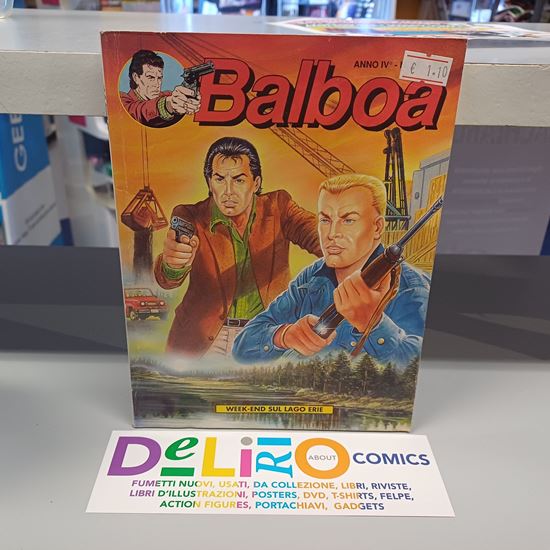 ANNO IV° -
€ 1.10
Balboa
WEEK-END SUL LAGO ERIE
DeLiRiO ABOUT COMICS
FUMETTI NUOVI, USATI, DA COLLEZIONE, LIBRI, RIVISTE,
LIBRI D'ILLUSTRAZIONI, POSTERS, DVD, T-SHIRTS, FELPE,
ACTION FIGURES, PORTACHIAVI, GADGETS